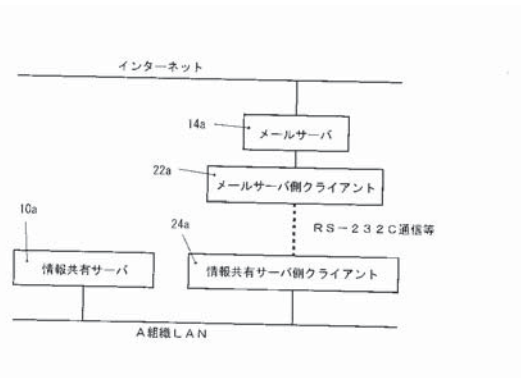 インターネット
14a
メールサーバ
22a
メールサーバ側クライアント
RS-232C通信等
10a
24a
情報共有サーバ
情報共有サーバ側クライアント
A組織LAN